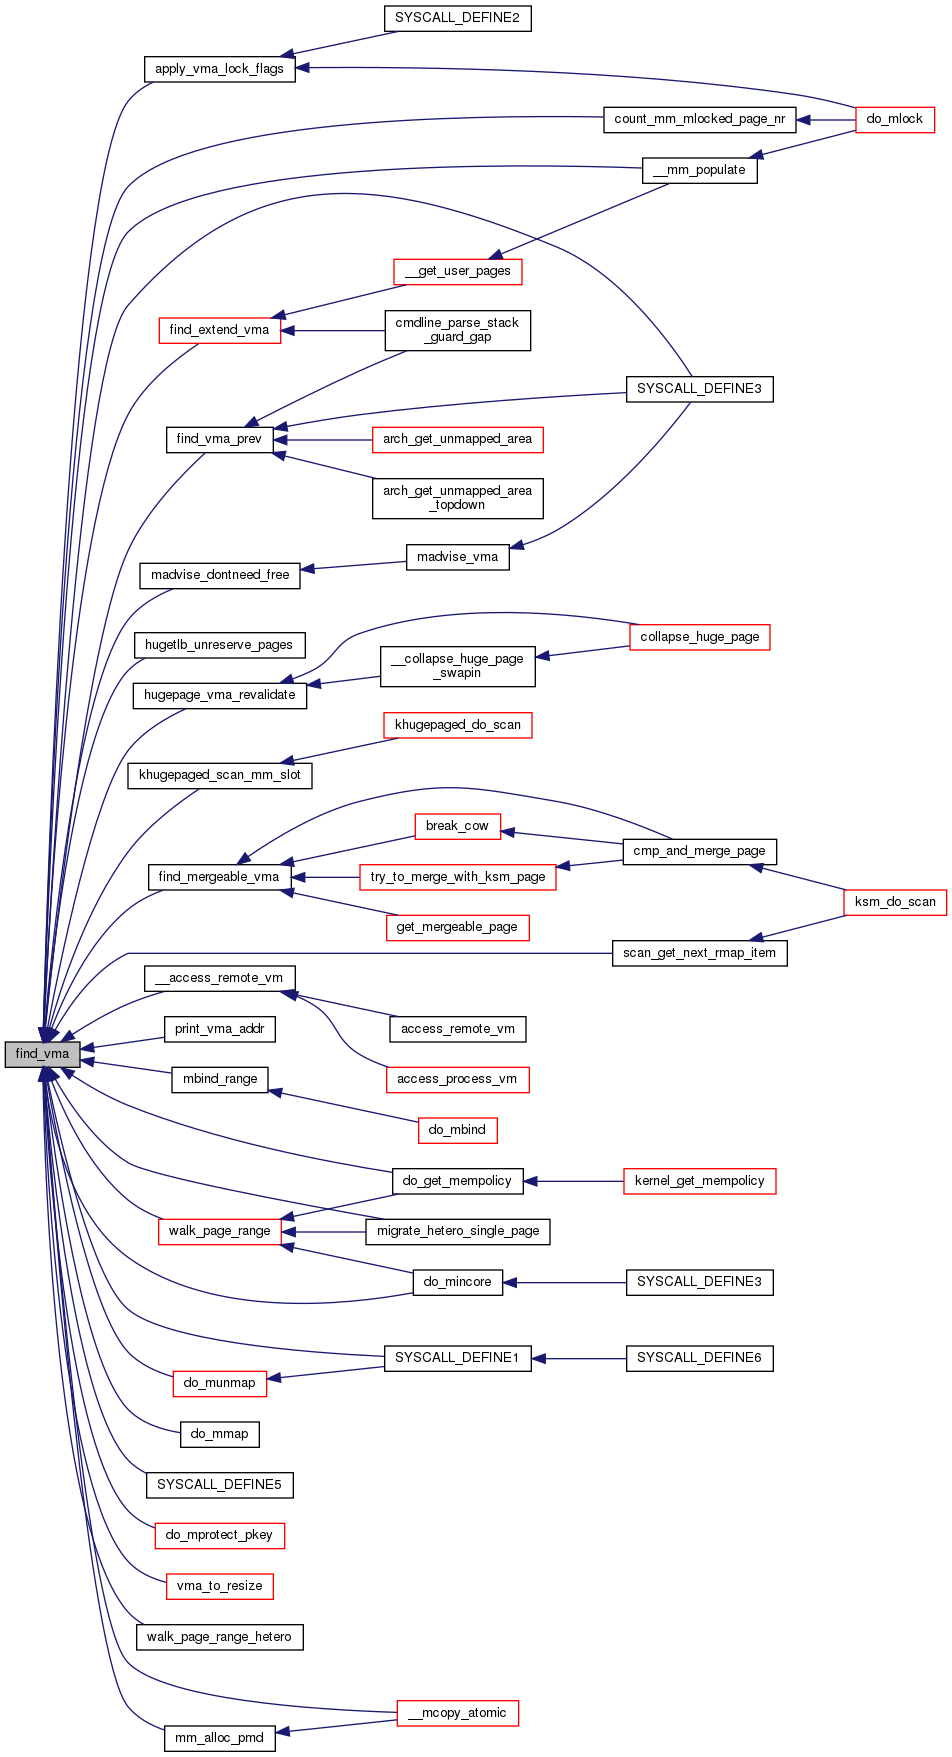 SYSCALL_DEFINE2
apply_vma_lock_flags
count_mm_mlocked_page_nr
do_mlock
__mm_populate
__get_user_pages
find_extend_vma
cmdline_parse_stack
_guard_gap
SYSCALL_DEFINE3
find_vma_prev
arch_get_unmapped_area
arch_get_unmapped_area
_topdown
madvise_vma
madvise_dontneed_free
hugetlb_unreserve_pages
collapse_huge_page
__collapse_huge_page
_swapin
hugepage_vma_revalidate
khugepaged_do_scan
khugepaged_scan_mm_slot
break_cow
cmp_and_merge_page
find_mergeable_vma
try_to_merge_with_ksm_page
ksm_do_scan
get_mergeable_page
scan_get_next_rmap_item
__access_remote_vm
print_vma_addr
access_remote_vm
find_vma
mbind_range
access_process_vm
do_mbind
do_get_mempolicy
kernel_get_mempolicy
walk_page_range
migrate_hetero_single_page
do_mincore
SYSCALL_DEFINE3
SYSCALL_DEFINE1
SYSCALL_DEFINE6
do_munmap
do_mmap
SYSCALL_DEFINE5
do_mprotect_pkey
vma_to_resize
walk_page_range_hetero
__mcopy_atomic
mm_alloc_pmd